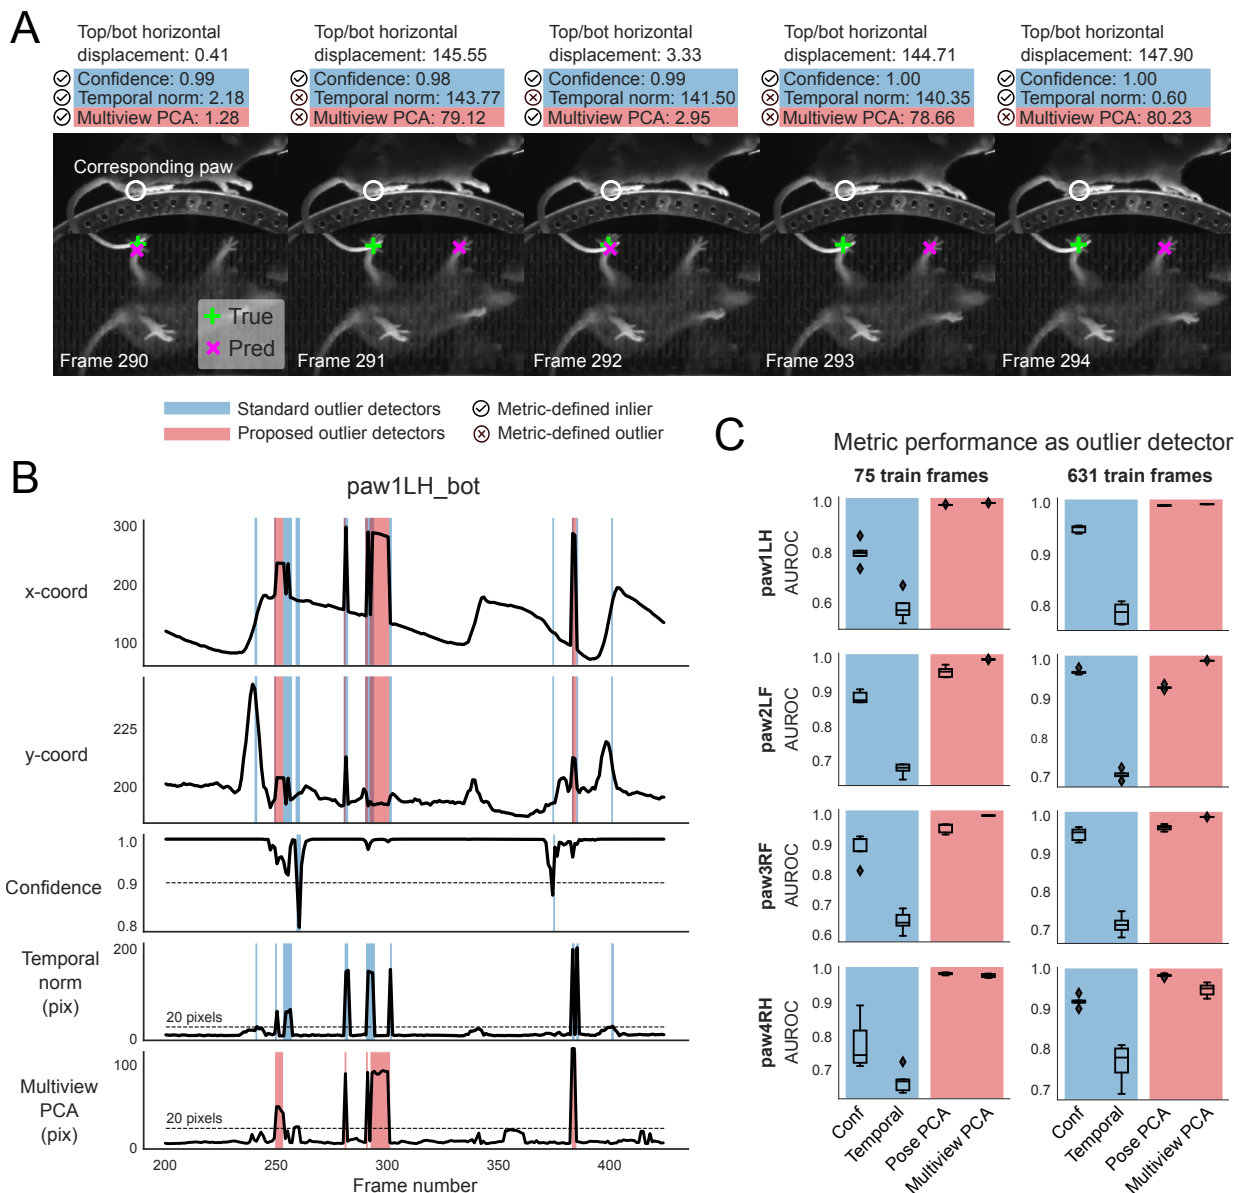 A
Top/bot horizontal
displacement: 0.41
Confidence: 0.99
Temporal norm: 2.18
Multiview PCA: 1.28
Top/bot horizontal
displacement: 145.55
Confidence: 0.98
Temporal norm: 143.77
Multiview PCA: 79.12
Top/bot horizontal
displacement: 3.33
Confidence: 0.99
Temporal norm: 141.50
Multiview PCA: 2.95
Top/bot horizontal
displacement: 144.71
Confidence: 1.00
Temporal norm: 140.35
Multiview PCA: 78.66
Top/bot horizontal
displacement: 147.90
Confidence: 1.00
Temporal norm: 0.60
Multiview PCA: 80.23
Corresponding paw
True
Pred
Frame 290
Frame 291
Frame 292
Frame 293
Frame 294
Standard outlier detectors
Proposed outlier detectors
Metric-defined inlier
Metric-defined outlier
B
paw1LH_bot
x-coord
300
200
100
y-coord
225
200
Confidence
1.0
0.9
0.8
Temporal
norm
(pix)
200
20 pixels
0
Multiview
PCA
(pix)
100
20 pixels
0
200
250
300
350
400
Frame number
C
Metric performance as outlier detector
75 train frames
631 train frames
paw1LH
AUROC
1.0
0.8
0.6
1.0
0.9
0.8
paw2LF
AUROC
1.0
0.9
0.8
0.7
1.0
0.9
0.8
0.7
paw3RF
AUROC
1.0
0.9
0.8
0.7
0.6
1.0
0.9
0.8
0.7
paw4RH
AUROC
1.0
0.9
0.8
0.7
1.0
0.9
0.8
0.7
Conf
Temporal
Pose PCA
Multiview PCA
Conf
Temporal
Pose PCA
Multiview PCA